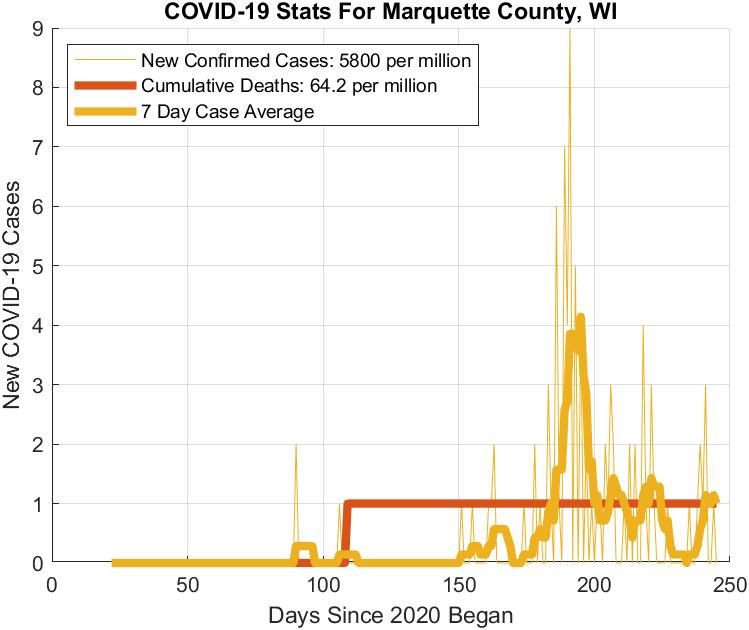 COVID-19 Stats For Marquette County, WI
New Confirmed Cases: 5800 per million
Cumulative Deaths: 64.2 per million
7 Day Case Average
New COVID-19 Cases
9
8
7
6
5
4
3
2
1
0
0 50 100 150 200 250
Days Since 2020 Began